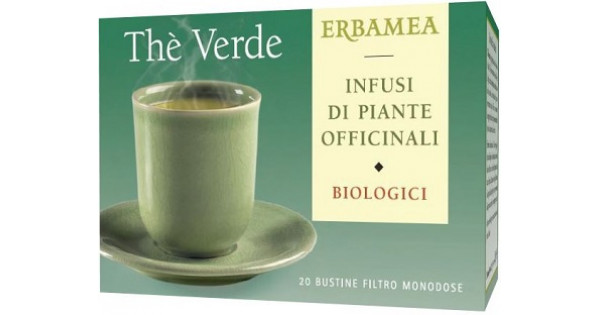 Thè Verde
ERBAMEA
INFUSI
DI PIANTE
OFFICINALI
BIOLOGICI
20 BUSTINE FILTRO MONODOSE